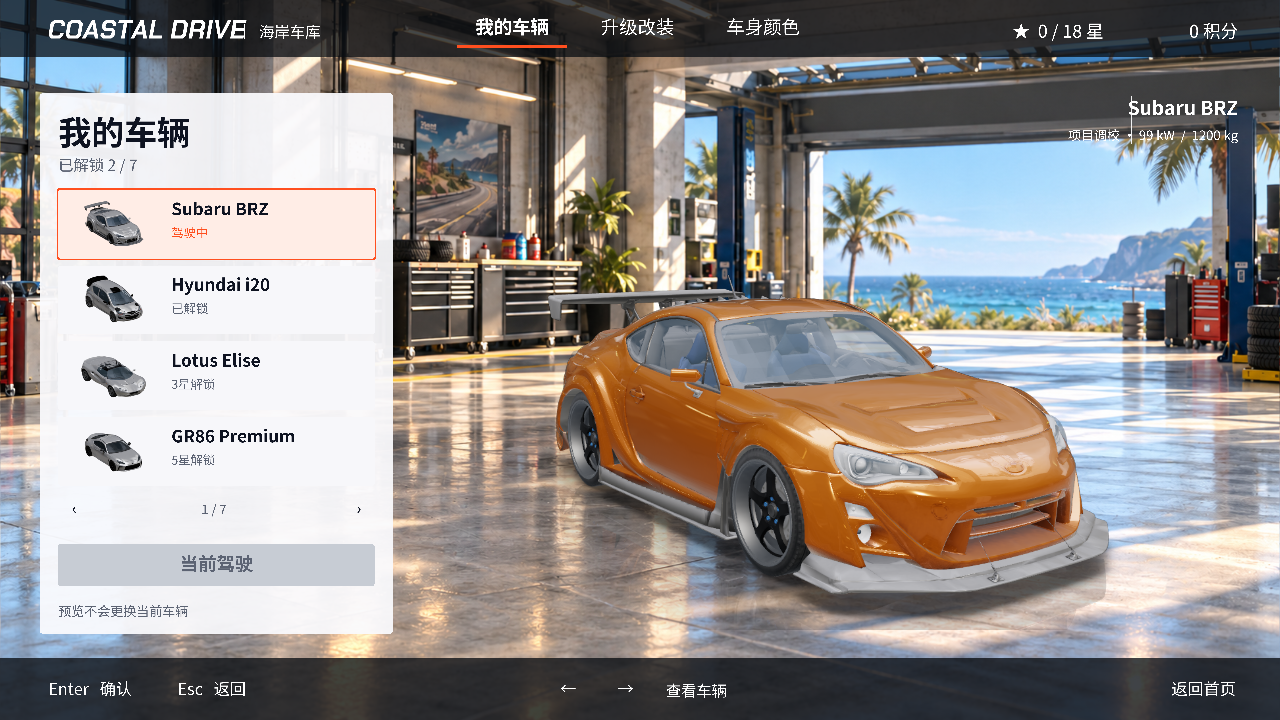 COASTAL DRIVE 海岸车库
我的车辆
升级改装
车身颜色
★ 0 / 18 星
0 积分
Subaru BRZ
项目调校 · 99 kW / 1200 kg
我的车辆
已解锁 2 / 7
Subaru BRZ
驾驶中
Hyundai i20
已解锁
Lotus Elise
3星解锁
GR86 Premium
5星解锁
‹ 1 / 7 ›
当前驾驶
预览不会更换当前车辆
Enter 确认
Esc 返回
← → 查看车辆
返回首页